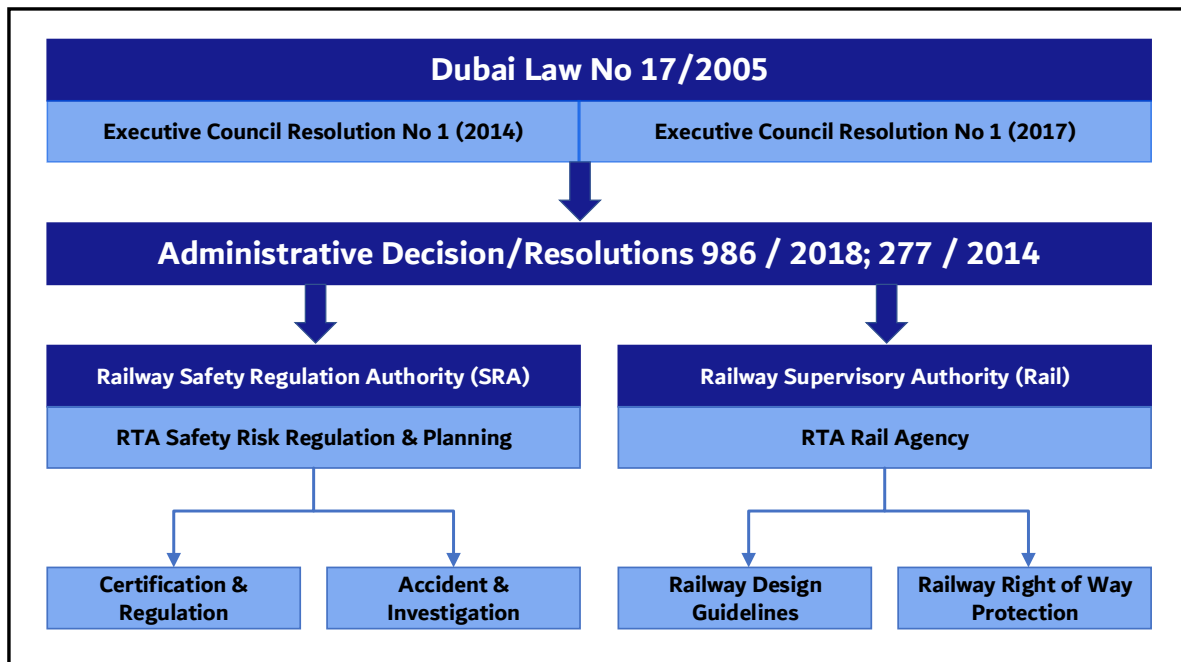 Dubai Law No 17/2005
Executive Council Resolution No 1 (2014)
Executive Council Resolution No 1 (2017)
Administrative Decision/Resolutions 986 / 2018; 277 / 2014
Railway Safety Regulation Authority (SRA)
RTA Safety Risk Regulation & Planning
Railway Supervisory Authority (Rail)
RTA Rail Agency
Certification &
Regulation
Accident &
Investigation
Railway Design
Guidelines
Railway Right of Way
Protection